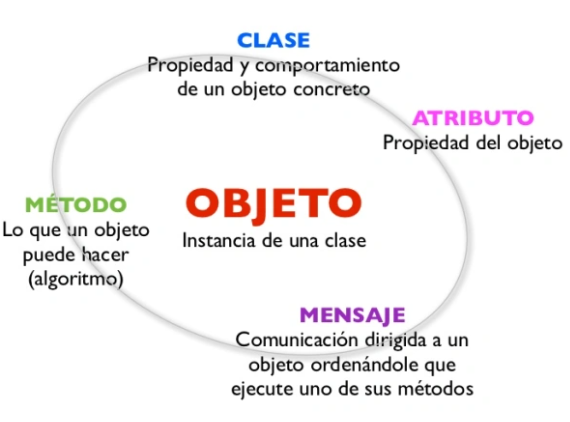 CLASE
Propiedad y comportamiento
de un objeto concreto
ATRIBUTO
Propiedad del objeto
OBJETO
Instancia de una clase
MÉTODO
Lo que un objeto
puede hacer
(algoritmo)
MENSAJE
Comunicación dirigida a un
objeto ordenándole que
ejecute uno de sus métodos